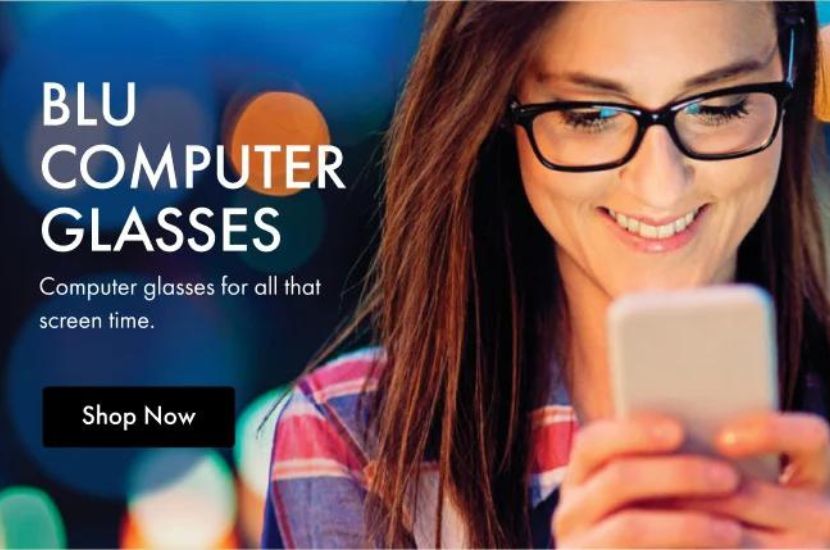 BLU
COMPUTER
GLASSES
Computer glasses for all that
screen time.
Shop Now